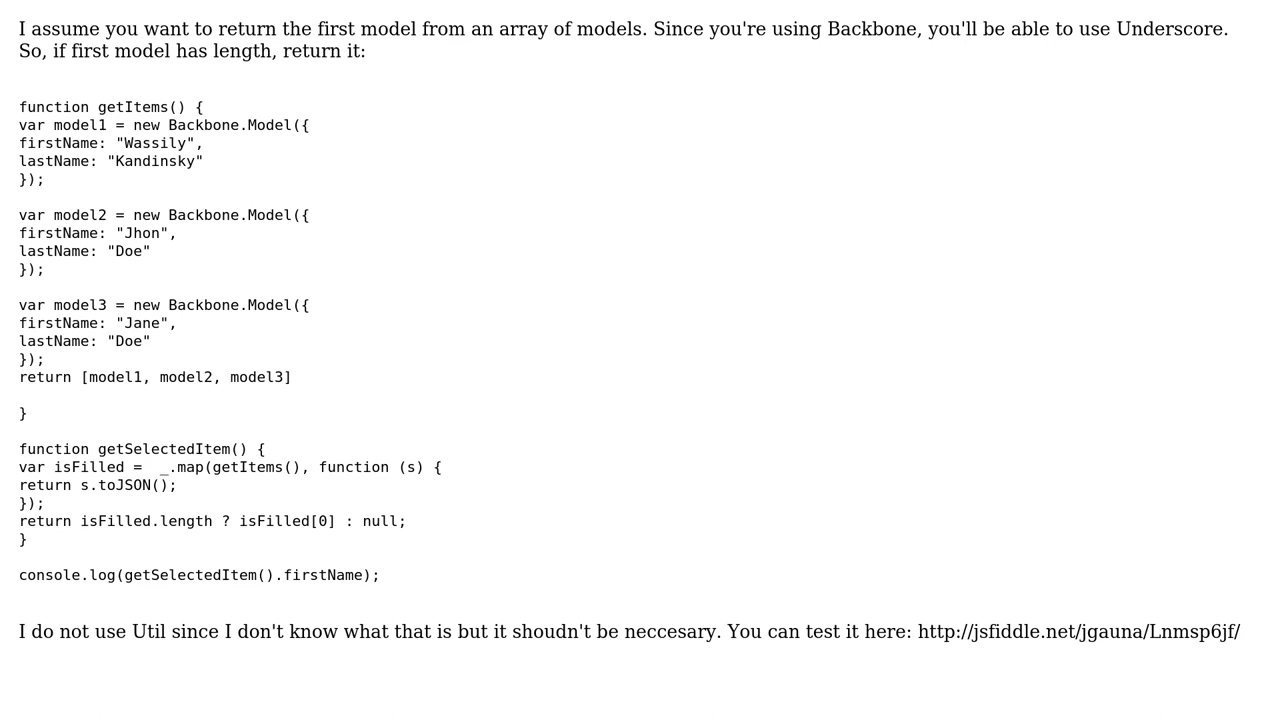 I assume you want to return the first model from an array of models. Since you're using Backbone, you'll be able to use Underscore.
So, if first model has length, return it:
function getItems() {
var model1 = new Backbone.Model({
firstName: "Wassily",
lastName: "Kandinsky"
});
var model2 = new Backbone.Model({
firstName: "Jhon",
lastName: "Doe"
});
var model3 = new Backbone.Model({
firstName: "Jane",
lastName: "Doe"
});
return [model1, model2, model3]
}
function getSelectedItem() {
var isFilled =  _.map(getItems(), function (s) {
return s.toJSON();
});
return isFilled.length ? isFilled[0] : null;
}
console.log(getSelectedItem().firstName);
I do not use Util since I don't know what that is but it shoudn't be neccesary. You can test it here: http://jsfiddle.net/jgauna/Lnmsp6jf/